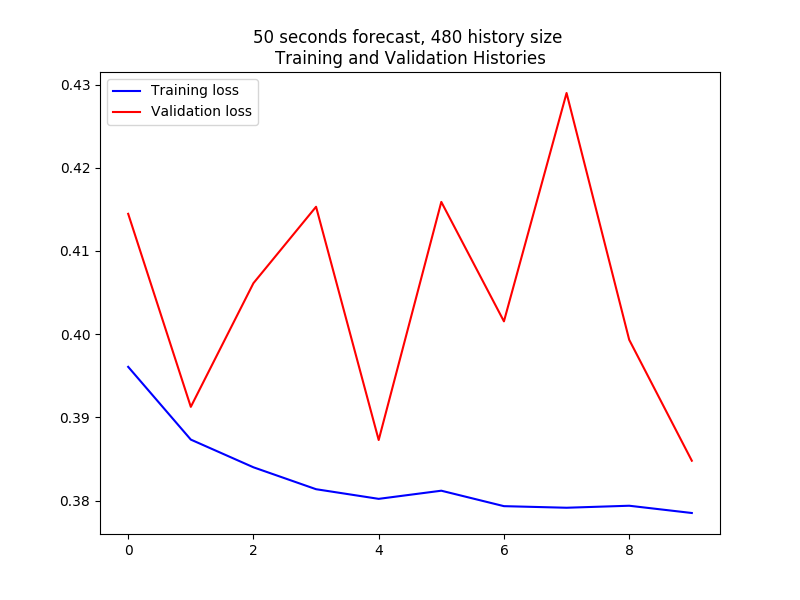 50 seconds forecast, 480 history size
Training and Validation Histories
Training loss
Validation loss
0.43
0.42
0.41
0.40
0.39
0.38
0 2 4 6 8